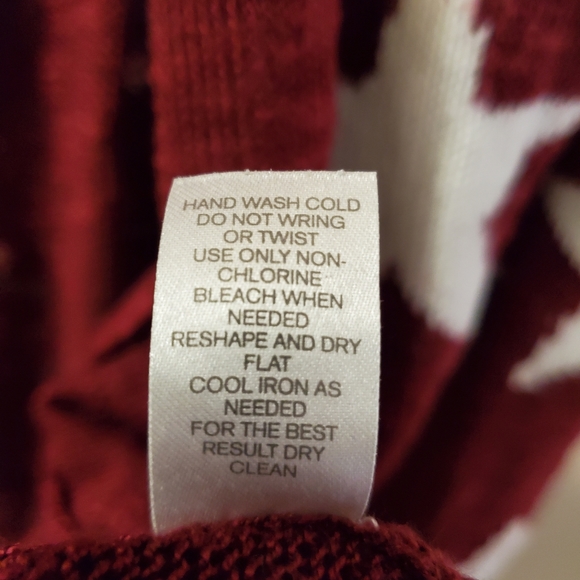 HAND WASH COLD
DO NOT WRING
OR TWIST
USE ONLY NON-
CHLORINE
BLEACH WHEN
NEEDED
RESHAPE AND DRY
FLAT
COOL IRON AS
NEEDED
FOR THE BEST
RESULT DRY
CLEAN